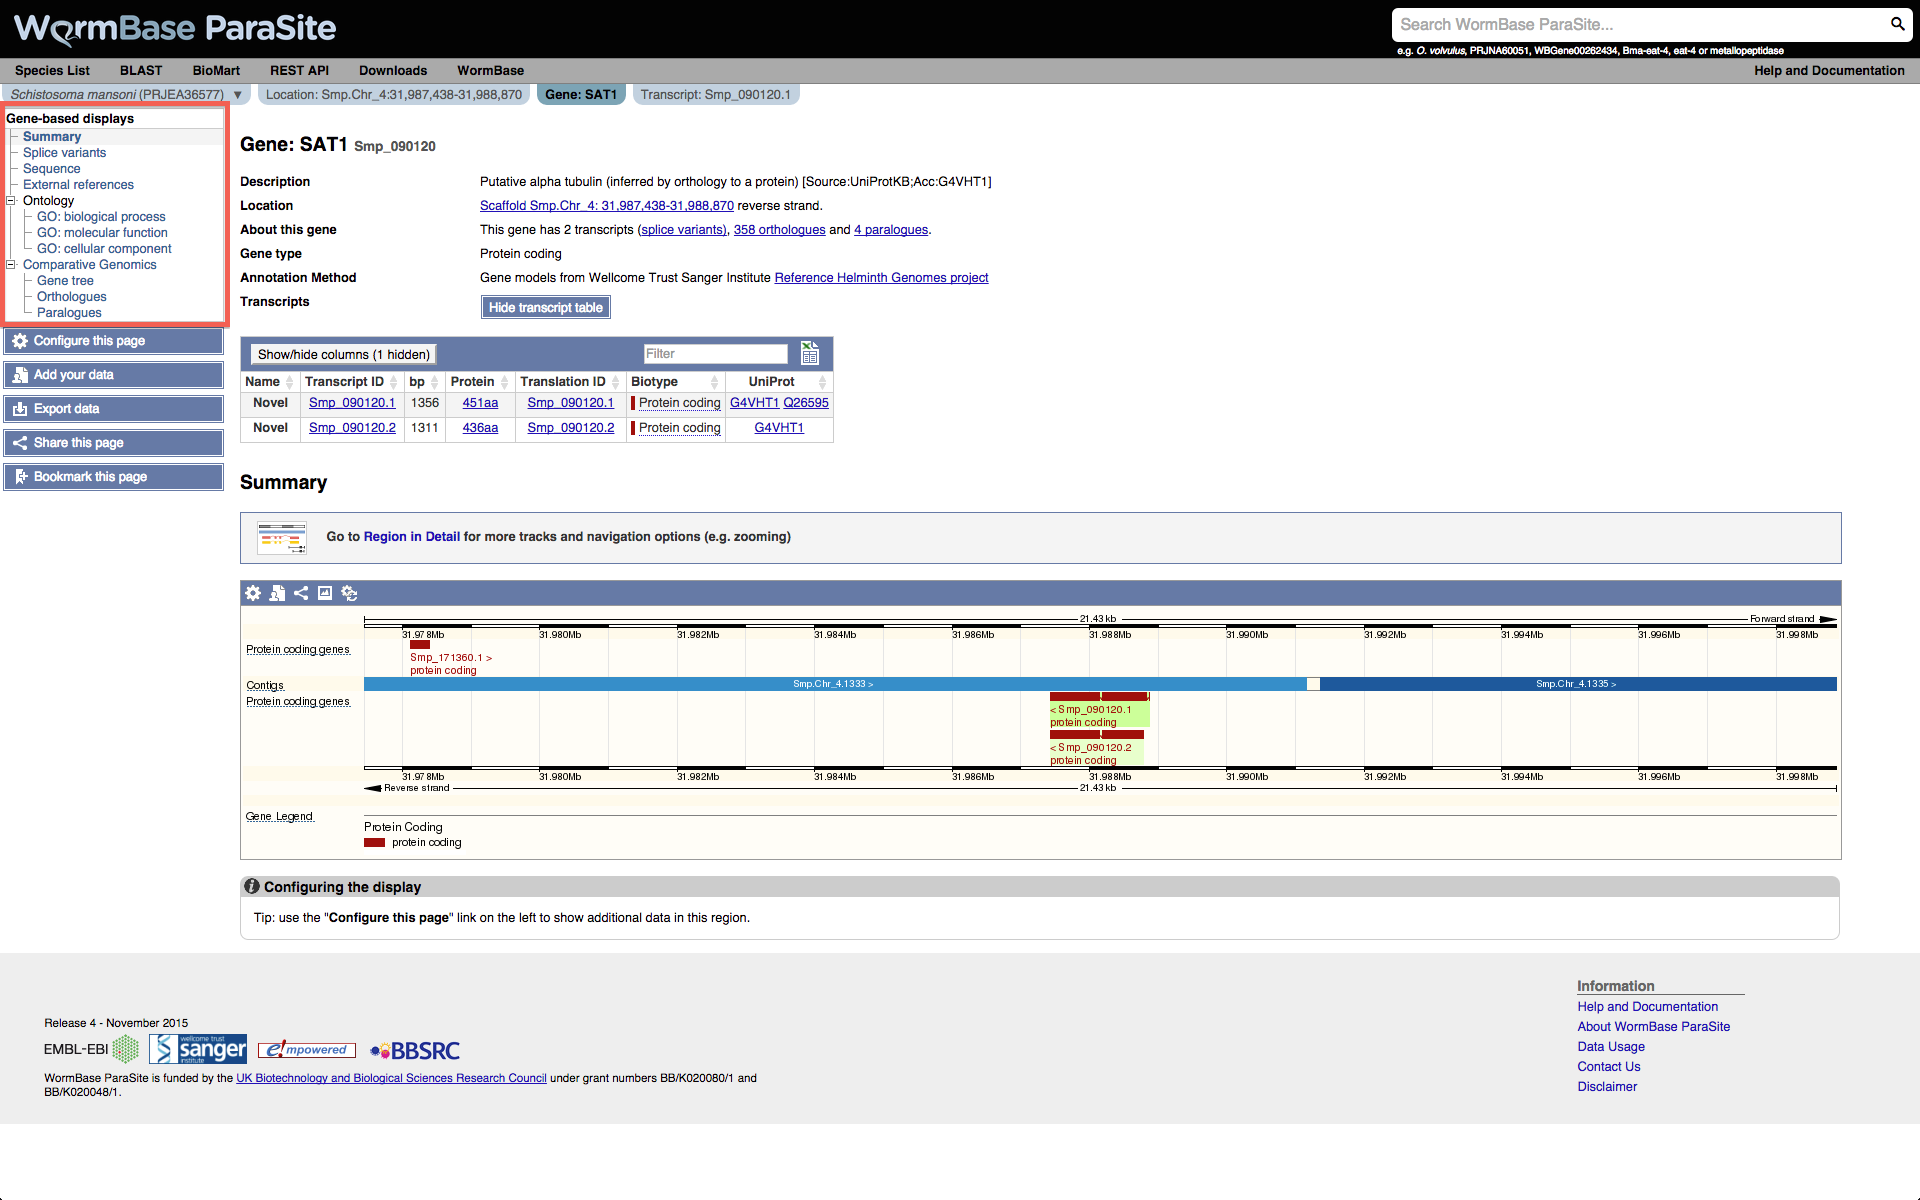 WormBase ParaSite
Search WormBase ParaSite...
e.g. O. volvulus, PRJNA60051, WBGene00262434, Bma-eat-4, eat-4 or metallopeptidase
Species List BLAST BioMart REST API Downloads WormBase Help and Documentation
Schistosoma mansoni (PRJEA36577) ▼ Location: Smp.Chr_4:31,987,438-31,988,870 Gene: SAT1 Transcript: Smp_090120.1
Gene-based displays
Summary
Splice variants
Sequence
External references
Ontology
GO: biological process
GO: molecular function
GO: cellular component
Comparative Genomics
Gene tree
Orthologues
Paralogues
Configure this page
Add your data
Export data
Share this page
Bookmark this page
Gene: SAT1 Smp_090120
Description Putative alpha tubulin (inferred by orthology to a protein) [Source:UniProtKB;Acc:G4VHT1]
Location Scaffold Smp.Chr_4: 31,987,438-31,988,870 reverse strand.
About this gene This gene has 2 transcripts (splice variants), 358 orthologues and 4 paralogues.
Gene type Protein coding
Annotation Method Gene models from Wellcome Trust Sanger Institute Reference Helminth Genomes project
Transcripts Hide transcript table
Show/hide columns (1 hidden) Filter
Name Transcript ID bp Protein Translation ID Biotype UniProt
Novel Smp_090120.1 1356 451aa Smp_090120.1 Protein coding G4VHT1 Q26595
Novel Smp_090120.2 1311 436aa Smp_090120.2 Protein coding G4VHT1
Summary
Go to Region in Detail for more tracks and navigation options (e.g. zooming)
21.43 kb Forward strand
31.978Mb 31.980Mb 31.982Mb 31.984Mb 31.986Mb 31.988Mb 31.990Mb 31.992Mb 31.994Mb 31.996Mb 31.998Mb
Protein coding genes
Smp_171360.1 >
protein coding
Contigs Smp.Chr_4.1333 > Smp.Chr_4.1335 >
Protein coding genes
< Smp_090120.1
protein coding
< Smp_090120.2
protein coding
31.978Mb 31.980Mb 31.982Mb 31.984Mb 31.986Mb 31.988Mb 31.990Mb 31.992Mb 31.994Mb 31.996Mb 31.998Mb
Reverse strand 21.43 kb
Gene Legend
Protein Coding
protein coding
Configuring the display
Tip: use the "Configure this page" link on the left to show additional data in this region.
Release 4 - November 2015
EMBL-EBI wellcome trust sanger institute e!mpowered BBSRC
WormBase ParaSite is funded by the UK Biotechnology and Biological Sciences Research Council under grant numbers BB/K020080/1 and
BB/K020048/1.
Information
Help and Documentation
About WormBase ParaSite
Data Usage
Contact Us
Disclaimer